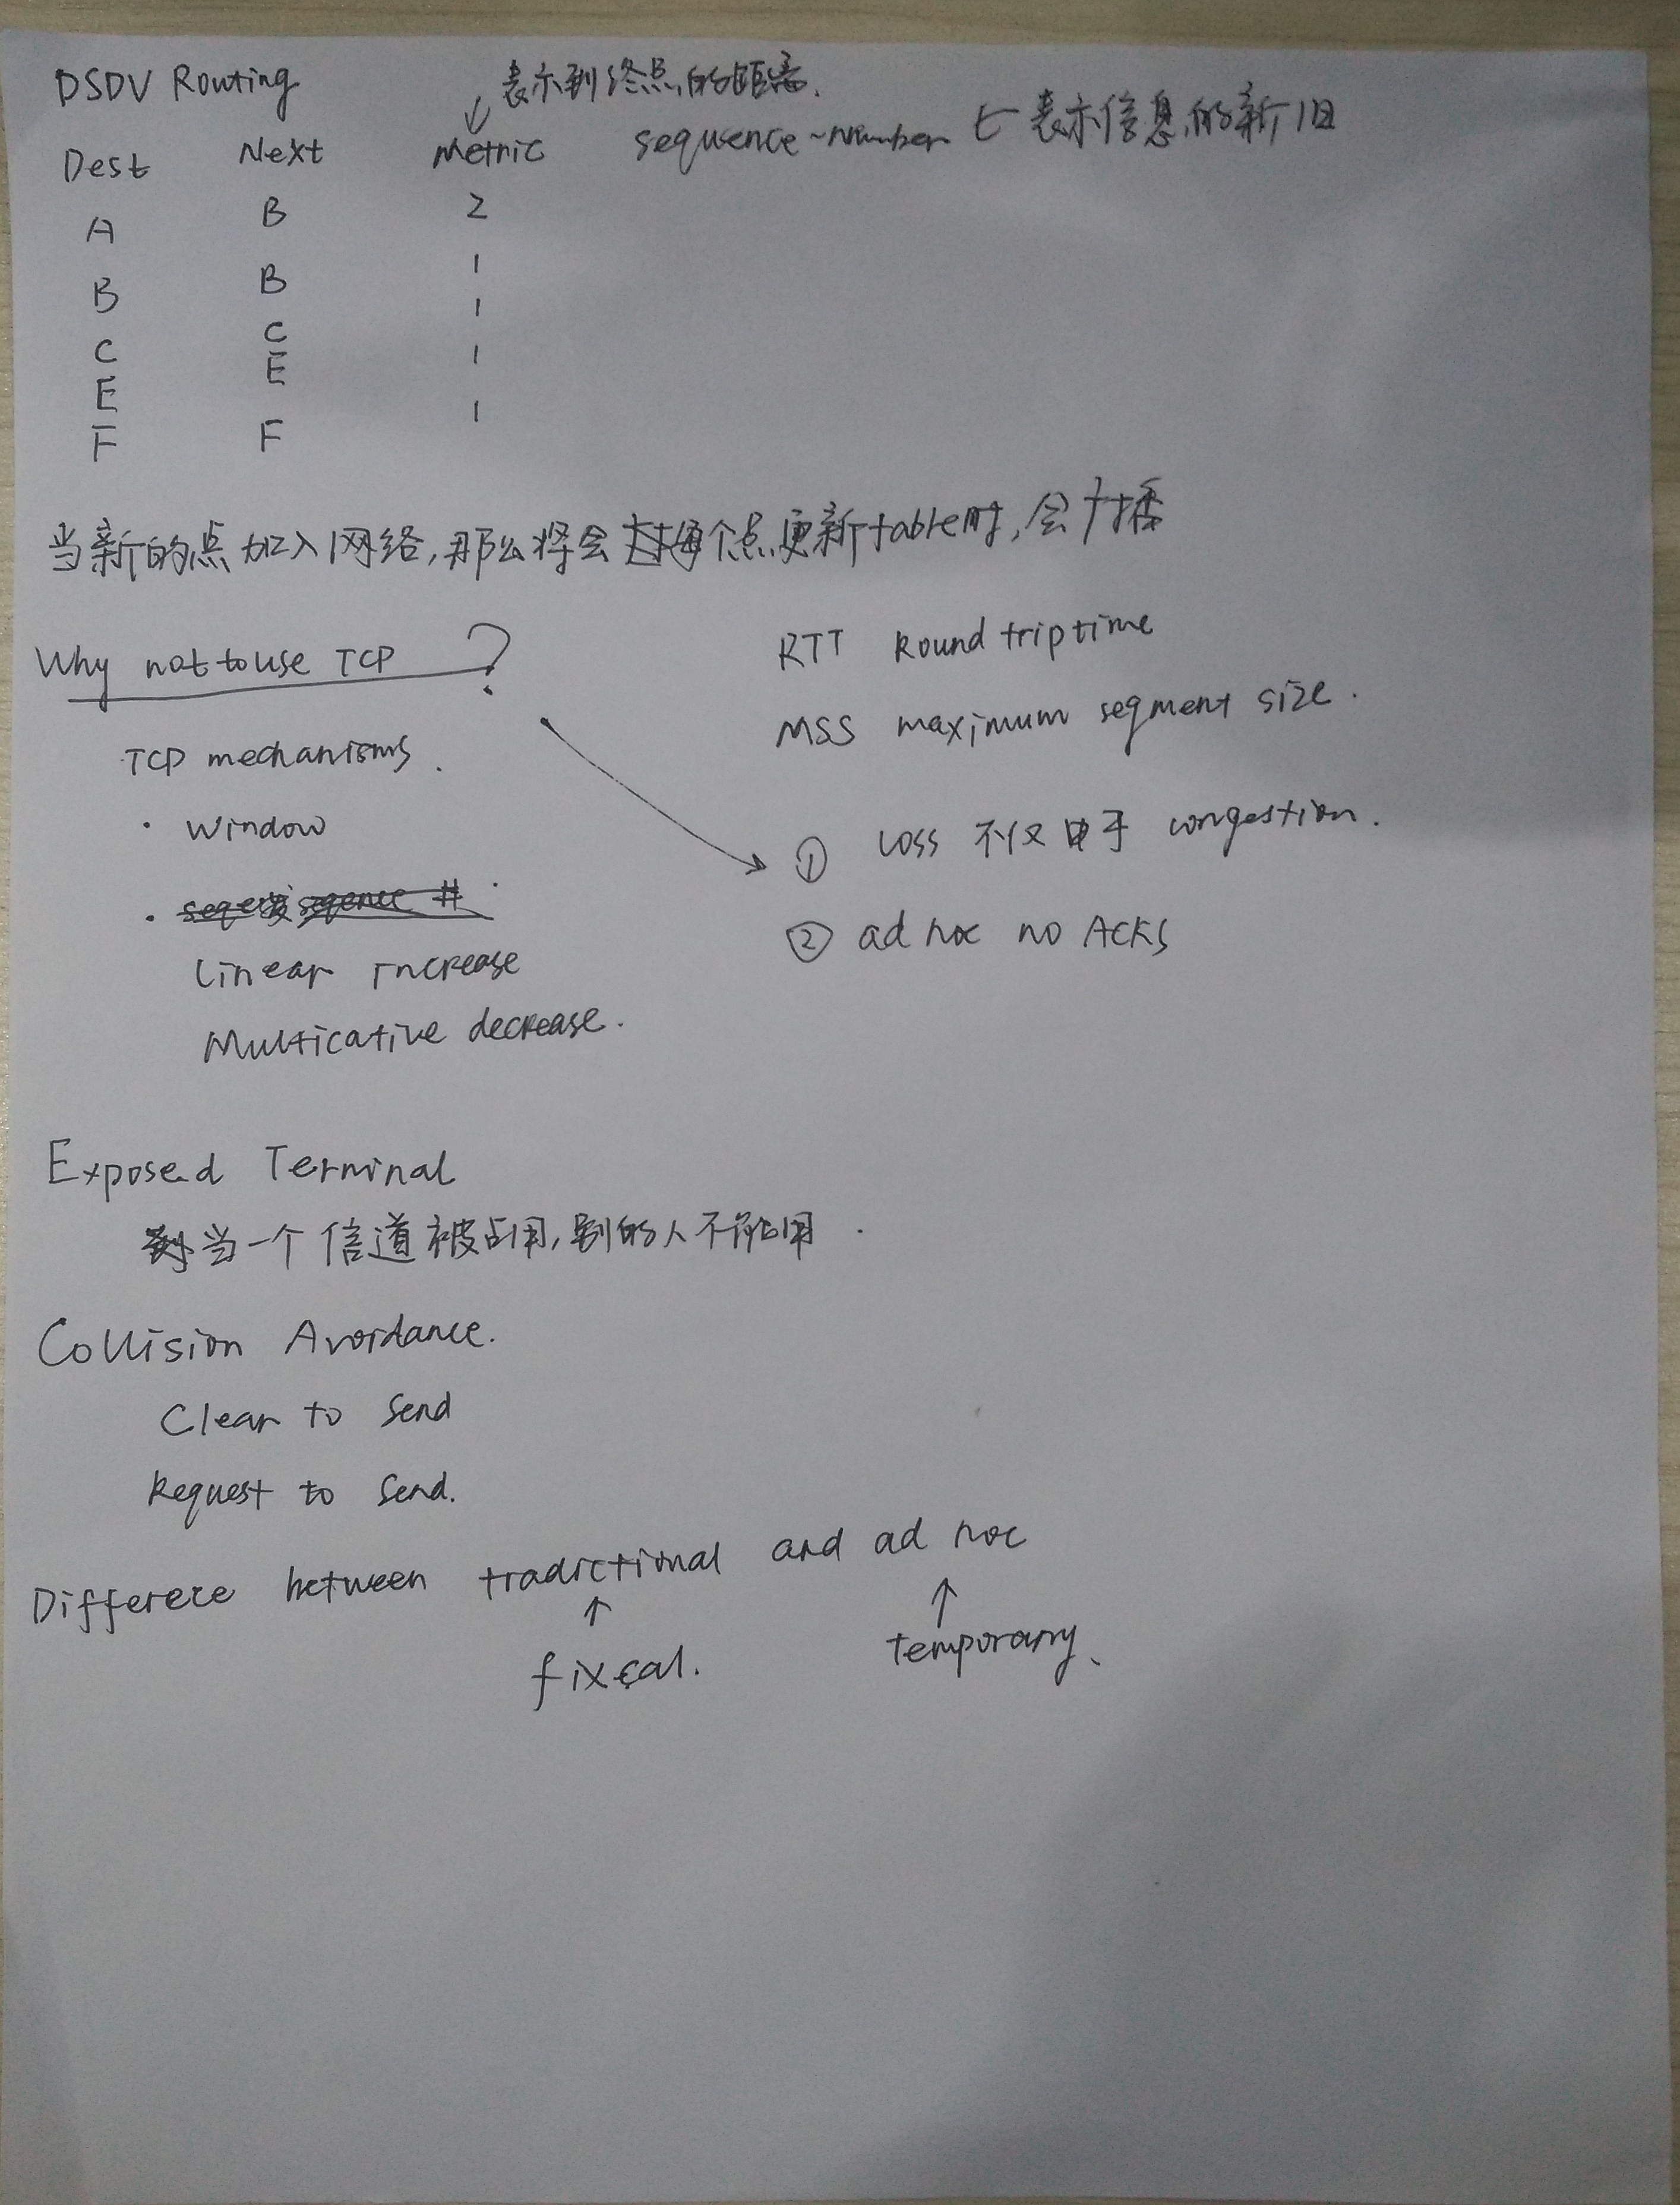 DSDV Routing
表示到终点的距离.
Dest Next Metric sequence-number ← 表示信息的新旧
A B 2
B B 1
C C 1
E E 1
F F 1
当新的点加入网络,那么将会 每个点更新table时,会广播
Why not to use TCP ?
RTT Round trip time
MSS maximum segment size.
TCP mechanisms.
· Window
① Loss 不仅由于 congestion.
② ad hoc no ACKs
Linear Increase
Multicative decrease.
Exposed Terminal
当一个信道被占用,别的人不能占用.
Collision Avoidance.
Clear to Send
Request to Send.
Differece between tradictional and ad hoc
↑ ↑
temporary.